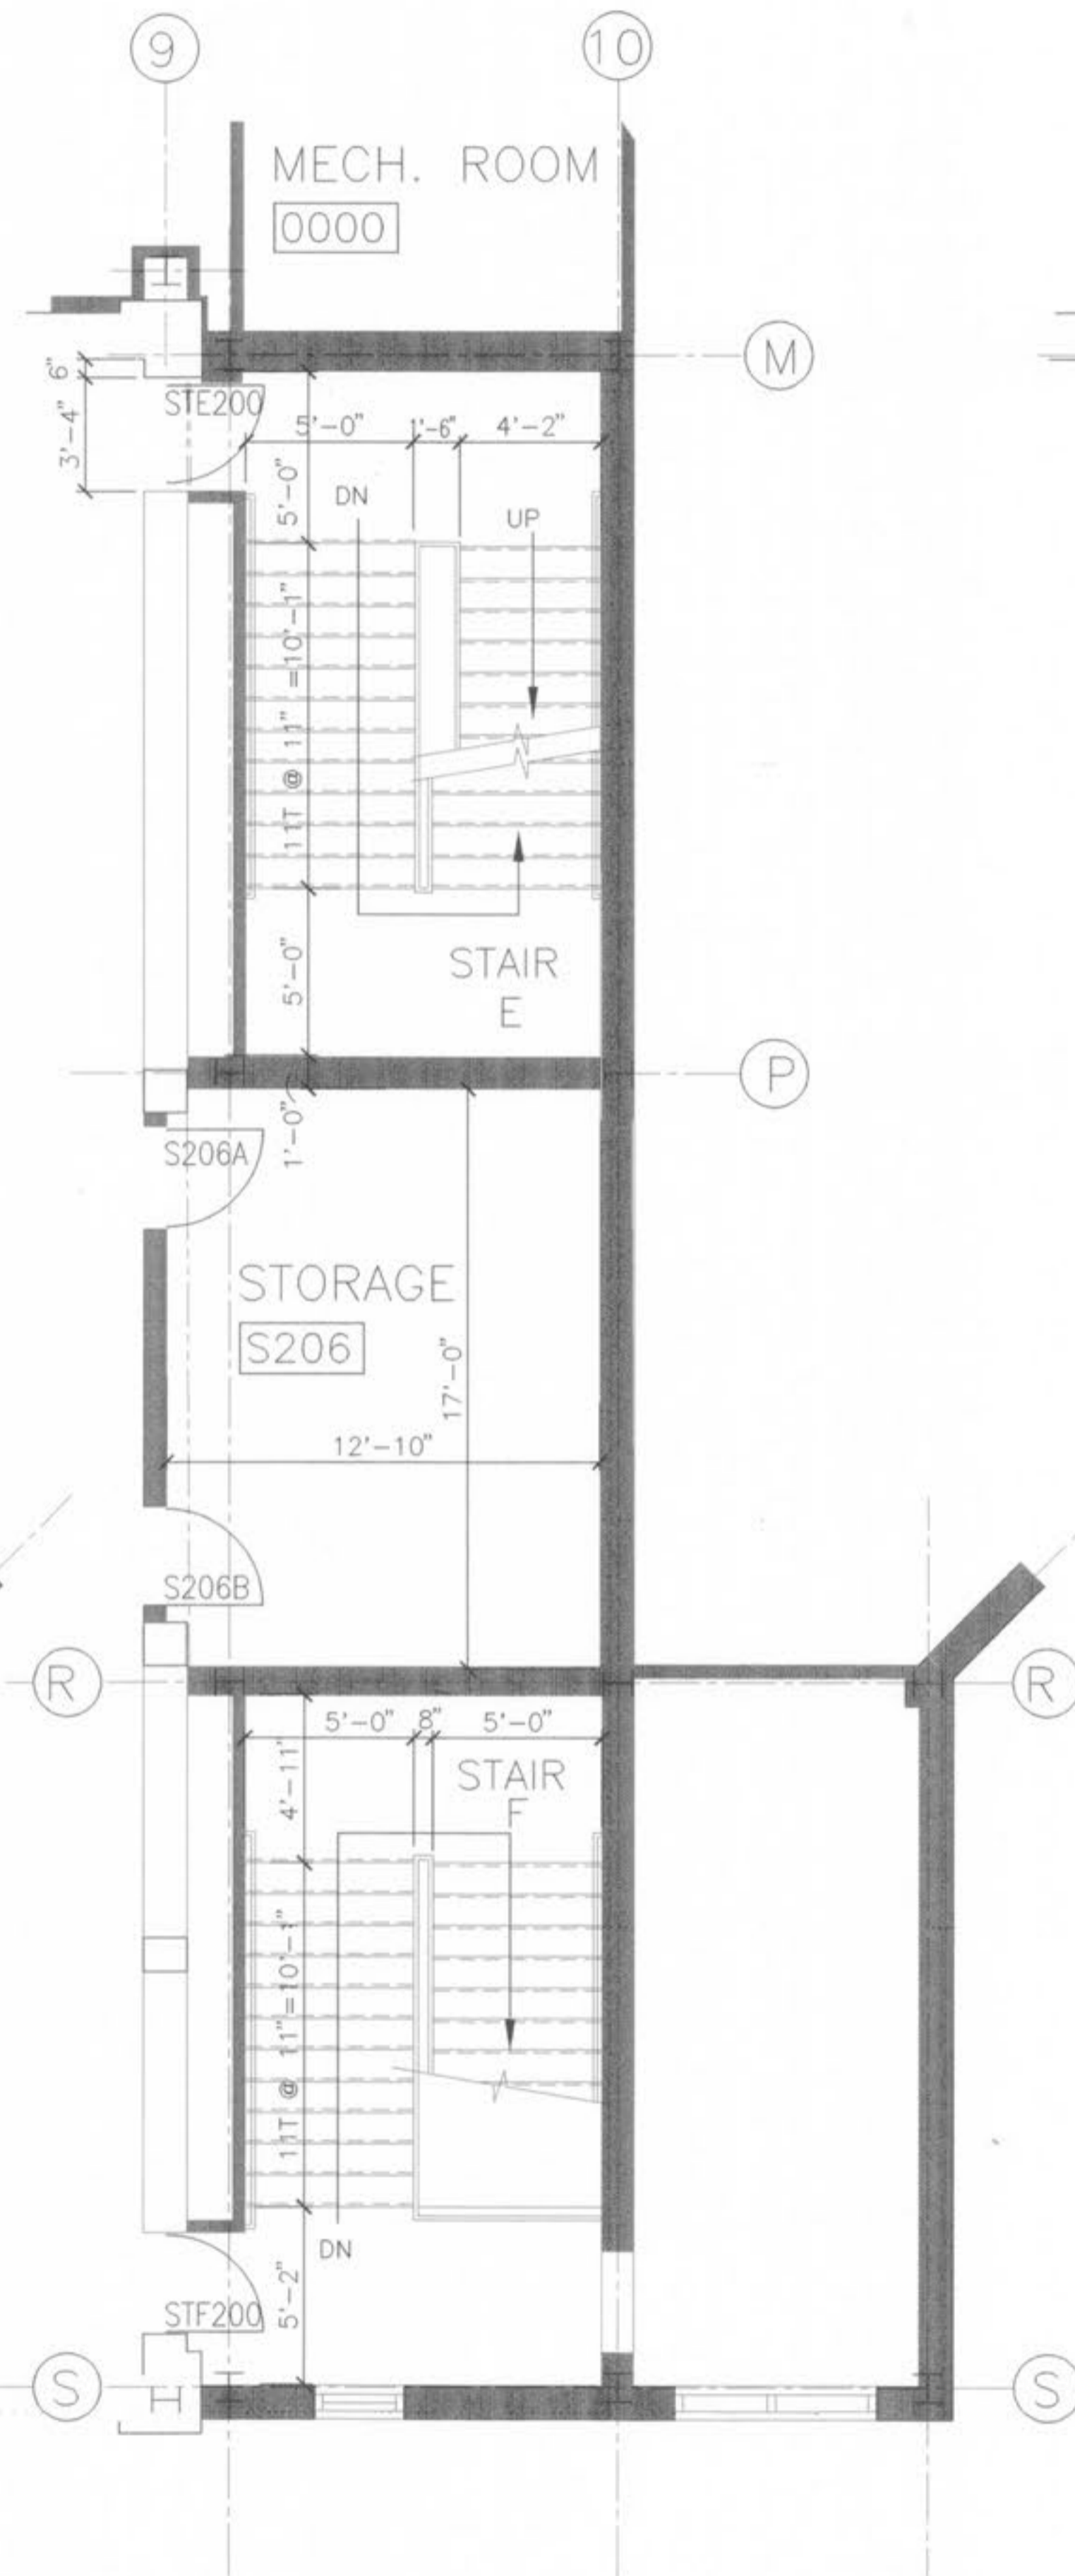 9
10
MECH. ROOM
0000
M
6"
3'-4"
STE200
5'-0"
1'-6"
4'-2"
5'-0"
DN
UP
11T @ 11" =10'-1"
5'-0"
STAIR
E
P
1'-0"
S206A
STORAGE
S206
17'-0"
12'-10"
S206B
R
R
5'-0"
8"
5'-0"
4'-11"
STAIR
F
11T @ 11"=10'-1"
DN
5'-2"
STF200
S
S